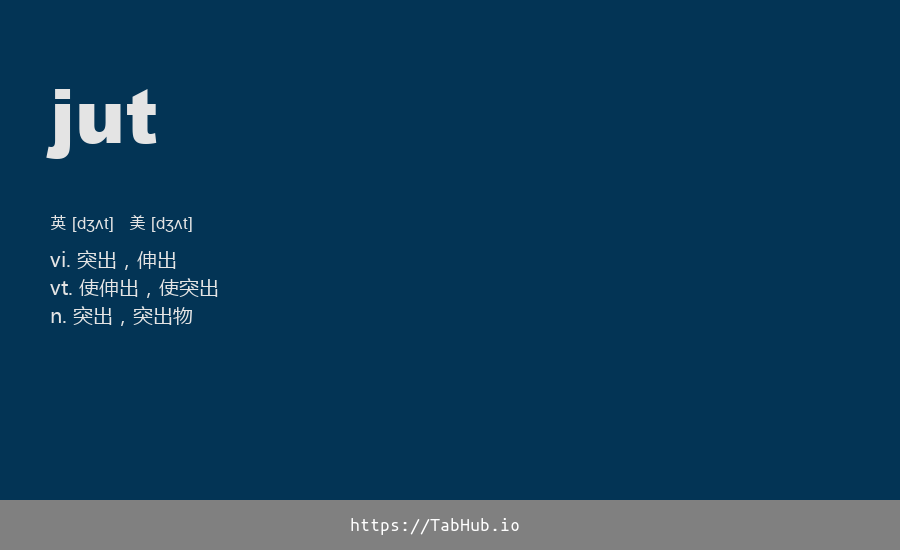 jut
英 [dʒʌt] 美 [dʒʌt]
vi. 突出，伸出
vt. 使伸出，使突出
n. 突出，突出物
https://TabHub.io